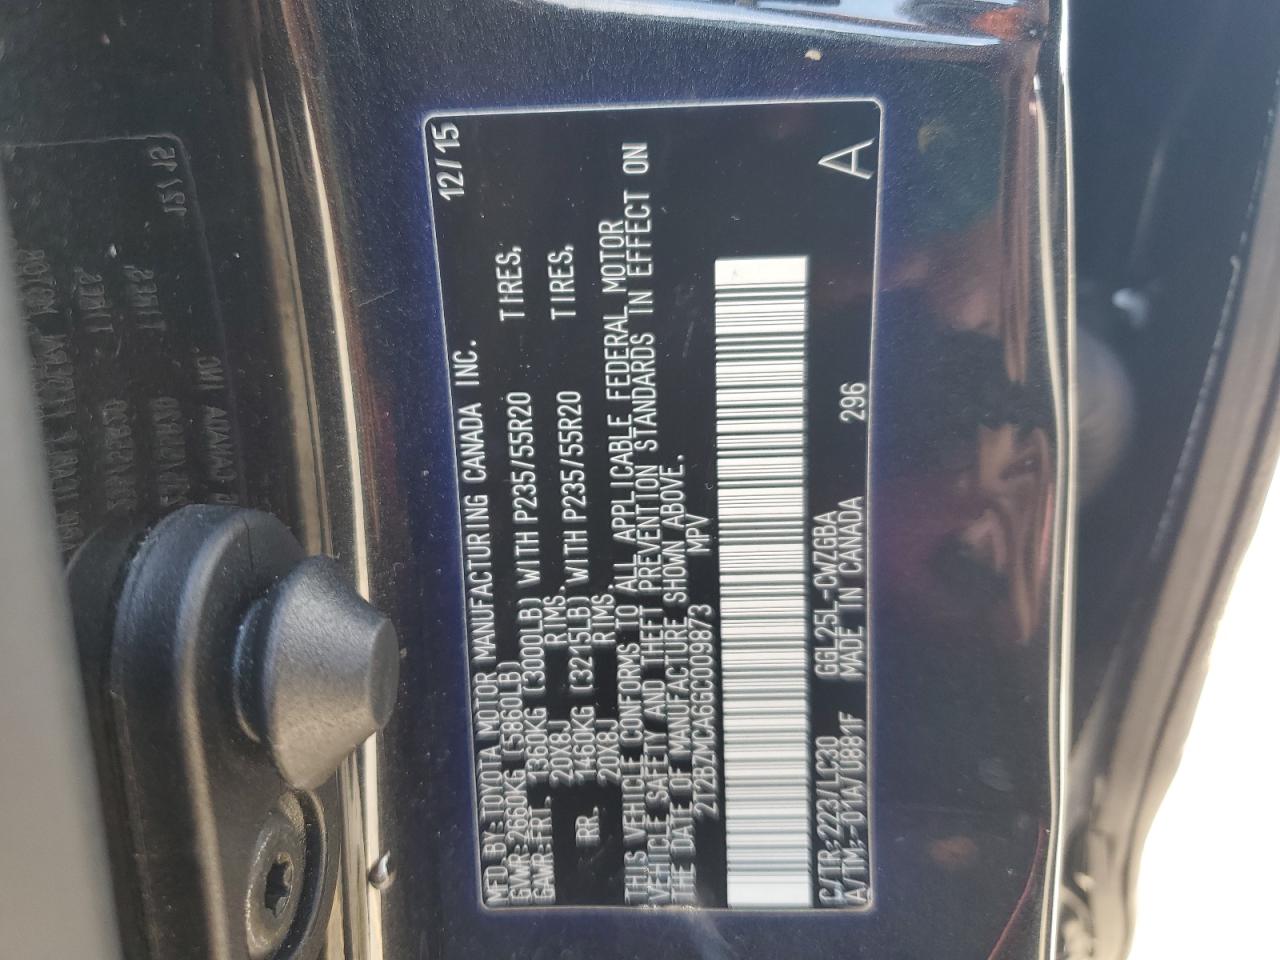 MFD BY: TOYOTA MOTOR MANUFACTURING CANADA INC. 12/15
GVWR: 2660KG (5860LB)
GAWR: FRT. 1360KG (3000LB) WITH P235/55R20 TIRES,
20X8J RIMS.
RR. 1460KG (3215LB) WITH P235/55R20 TIRES,
20X8J RIMS.
THIS VEHICLE CONFORMS TO ALL APPLICABLE FEDERAL MOTOR
VEHICLE SAFETY AND THEFT PREVENTION STANDARDS IN EFFECT ON
THE DATE OF MANUFACTURE SHOWN ABOVE.
2T2BZMCA6GC009873 MPV
C/TR: 223/LC30 GGL25L-CWZGBA
A/TM: -01A/U881F MADE IN CANADA 296 A